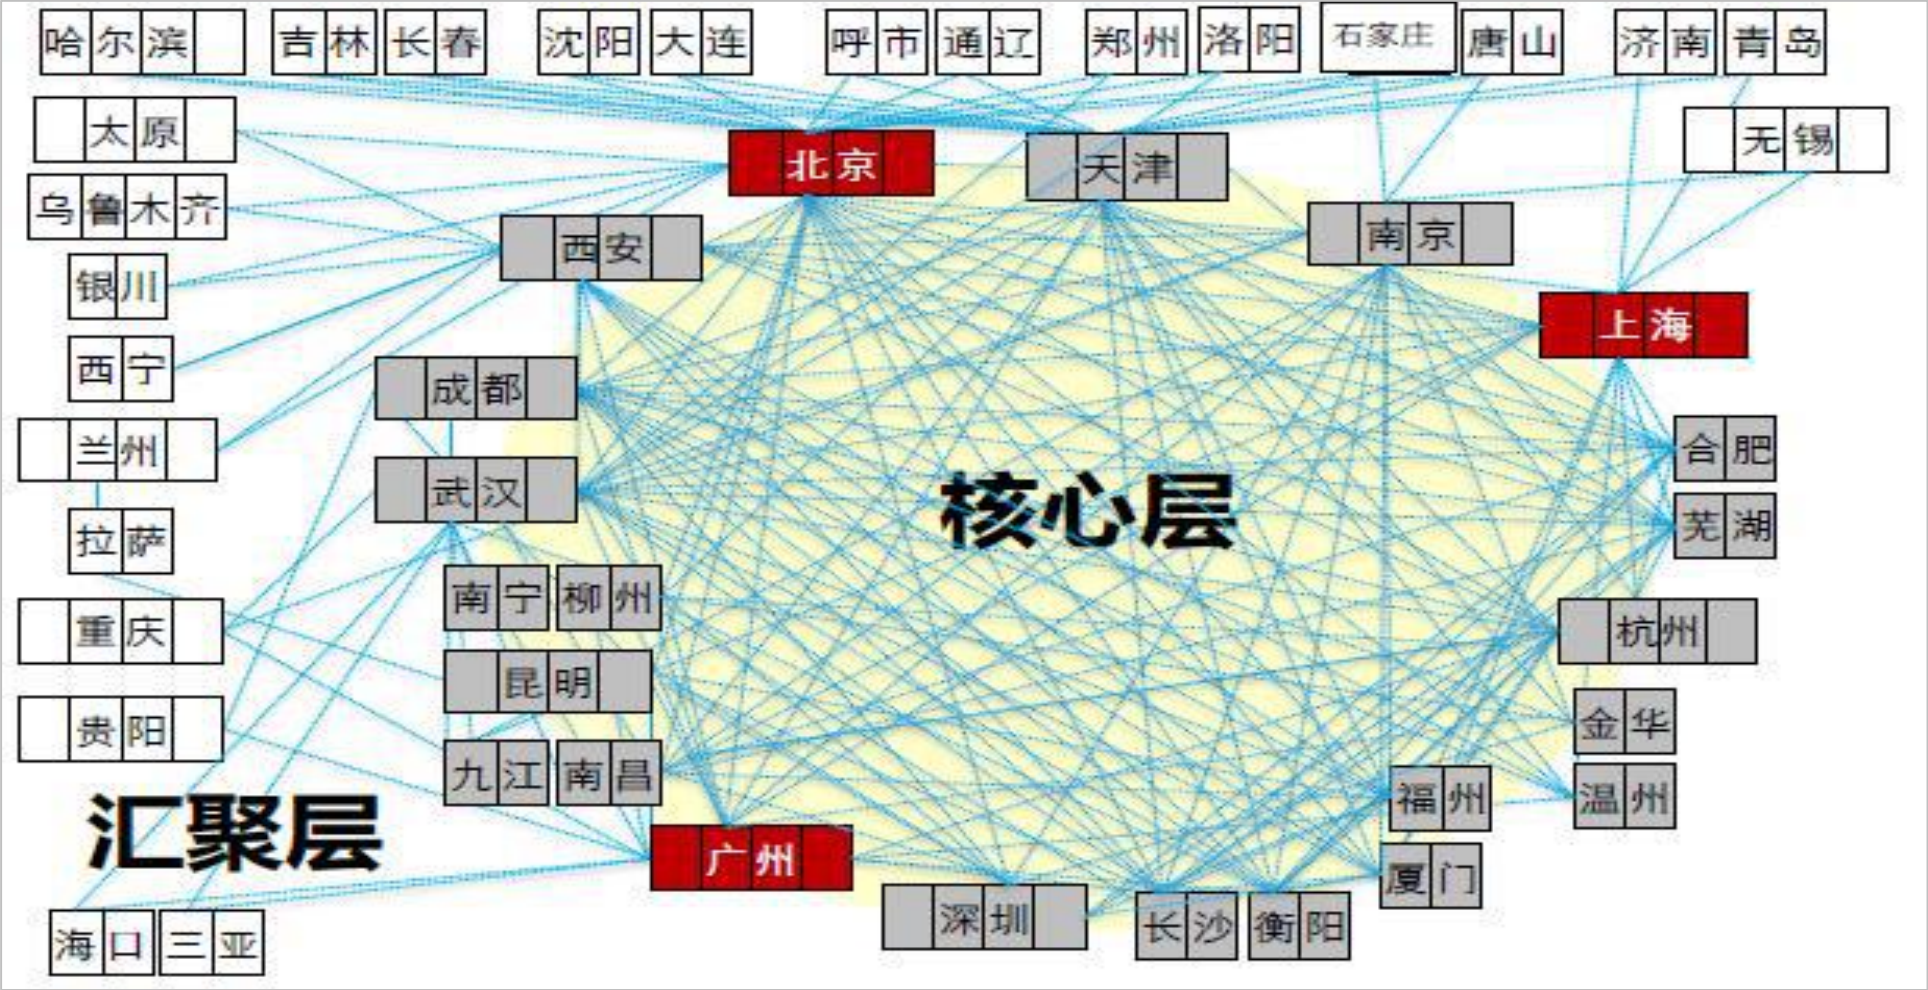 哈尔滨 吉林 长春 沈阳 大连 呼市 通辽 郑州 洛阳 石家庄 唐山 济南 青岛
太原 北京 天津 无锡
乌鲁木齐 西安 南京
银川 上海
西宁 成都
兰州 武汉 核心层 合肥
拉萨 芜湖
重庆 南宁 柳州 杭州
贵阳 昆明 金华
汇聚层 九江 南昌 福州 温州
广州 厦门
海口 三亚 深圳 长沙 衡阳